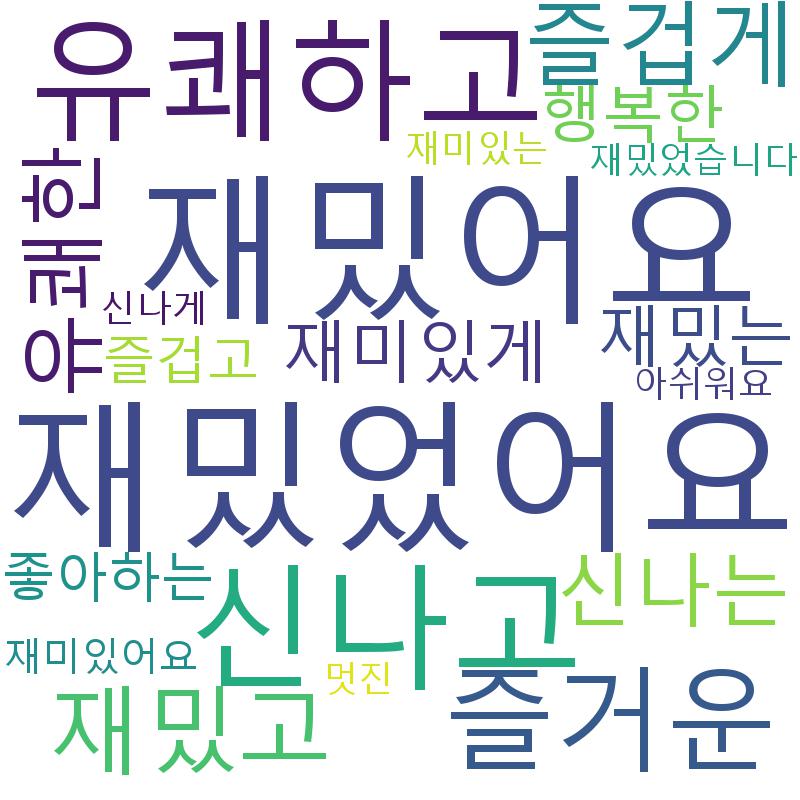 유쾌하고
즐겁게
행복한
재미있는
재밌었습니다
유쾌한
재밌어요
신나게
즐겁고
재미있게
재밌는
아쉬워요
재밌었어요
좋아하는
신나고
신나는
재미있어요
멋진
재밌고
즐거운